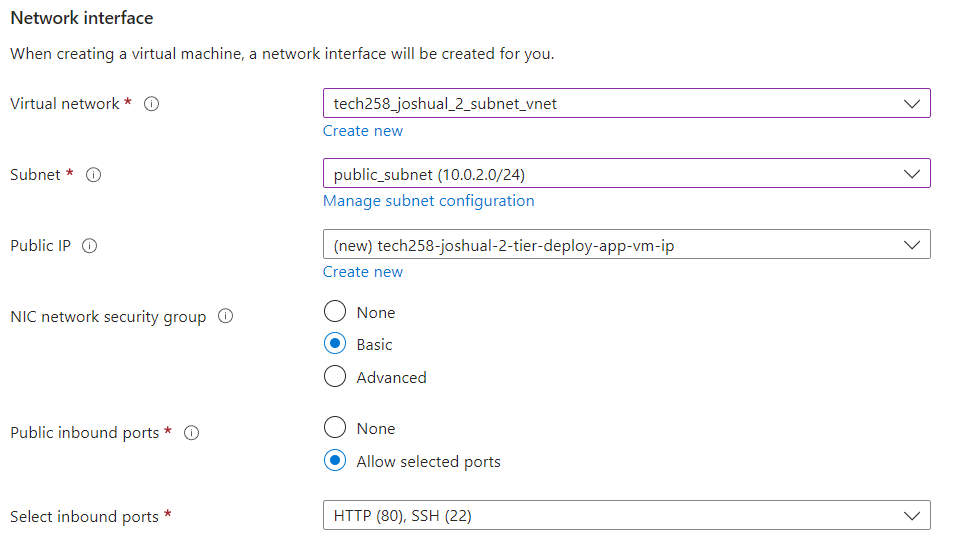 Network interface
When creating a virtual machine, a network interface will be created for you.
Virtual network *
tech258_joshual_2_subnet_vnet
Create new
Subnet *
public_subnet (10.0.2.0/24)
Manage subnet configuration
Public IP
(new) tech258-joshual-2-tier-deploy-app-vm-ip
Create new
NIC network security group
None
Basic
Advanced
Public inbound ports *
None
Allow selected ports
Select inbound ports *
HTTP (80), SSH (22)